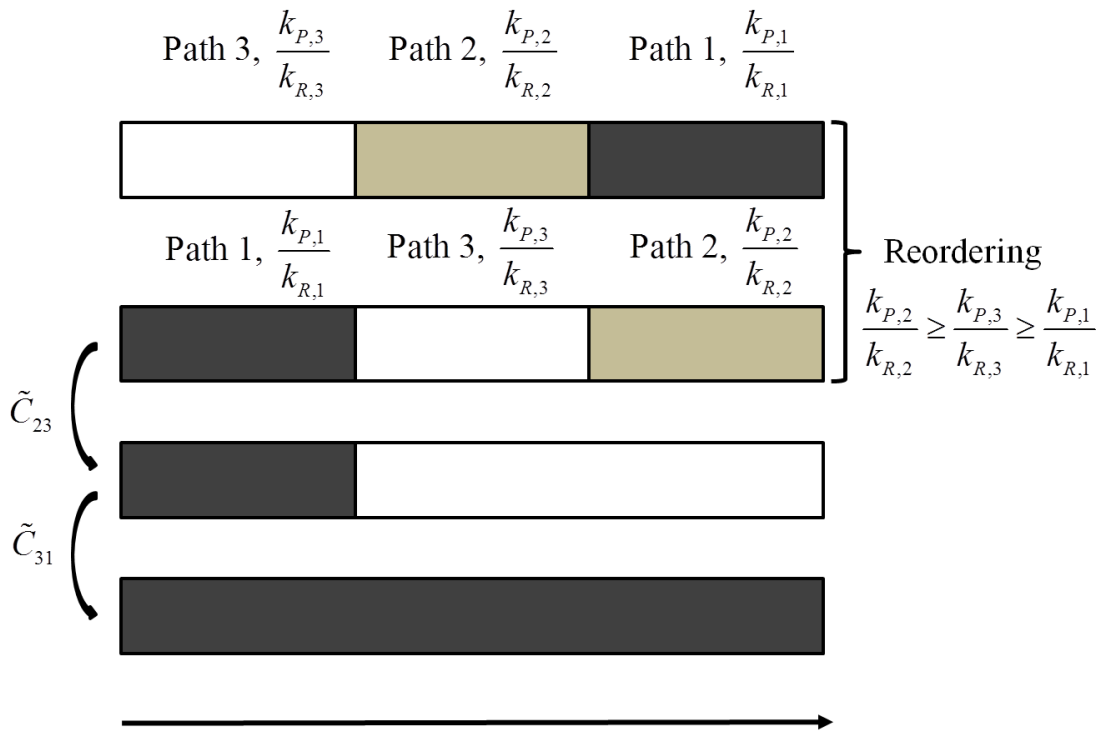 Path 3, k_{P,3}/k_{R,3} Path 2, k_{P,2}/k_{R,2} Path 1, k_{P,1}/k_{R,1}
Path 1, k_{P,1}/k_{R,1} Path 3, k_{P,3}/k_{R,3} Path 2, k_{P,2}/k_{R,2}
Reordering
k_{P,2}/k_{R,2} ≥ k_{P,3}/k_{R,3} ≥ k_{P,1}/k_{R,1}
C̃_{23}
C̃_{31}